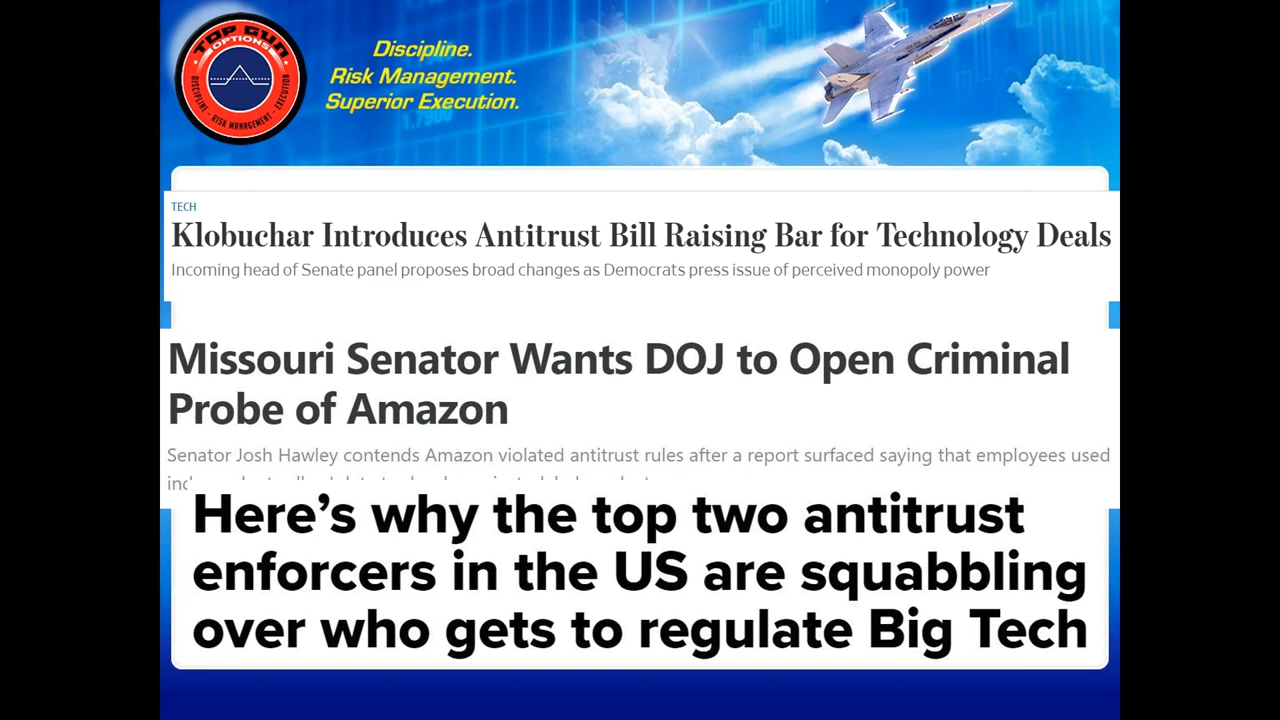 TOP GUN
OPTIONS
DISCIPLINE - RISK MANAGEMENT - EXECUTION
Discipline.
Risk Management.
Superior Execution.
TECH
Klobuchar Introduces Antitrust Bill Raising Bar for Technology Deals
Incoming head of Senate panel proposes broad changes as Democrats press issue of perceived monopoly power
Missouri Senator Wants DOJ to Open Criminal
Probe of Amazon
Senator Josh Hawley contends Amazon violated antitrust rules after a report surfaced saying that employees used
Here’s why the top two antitrust
enforcers in the US are squabbling
over who gets to regulate Big Tech